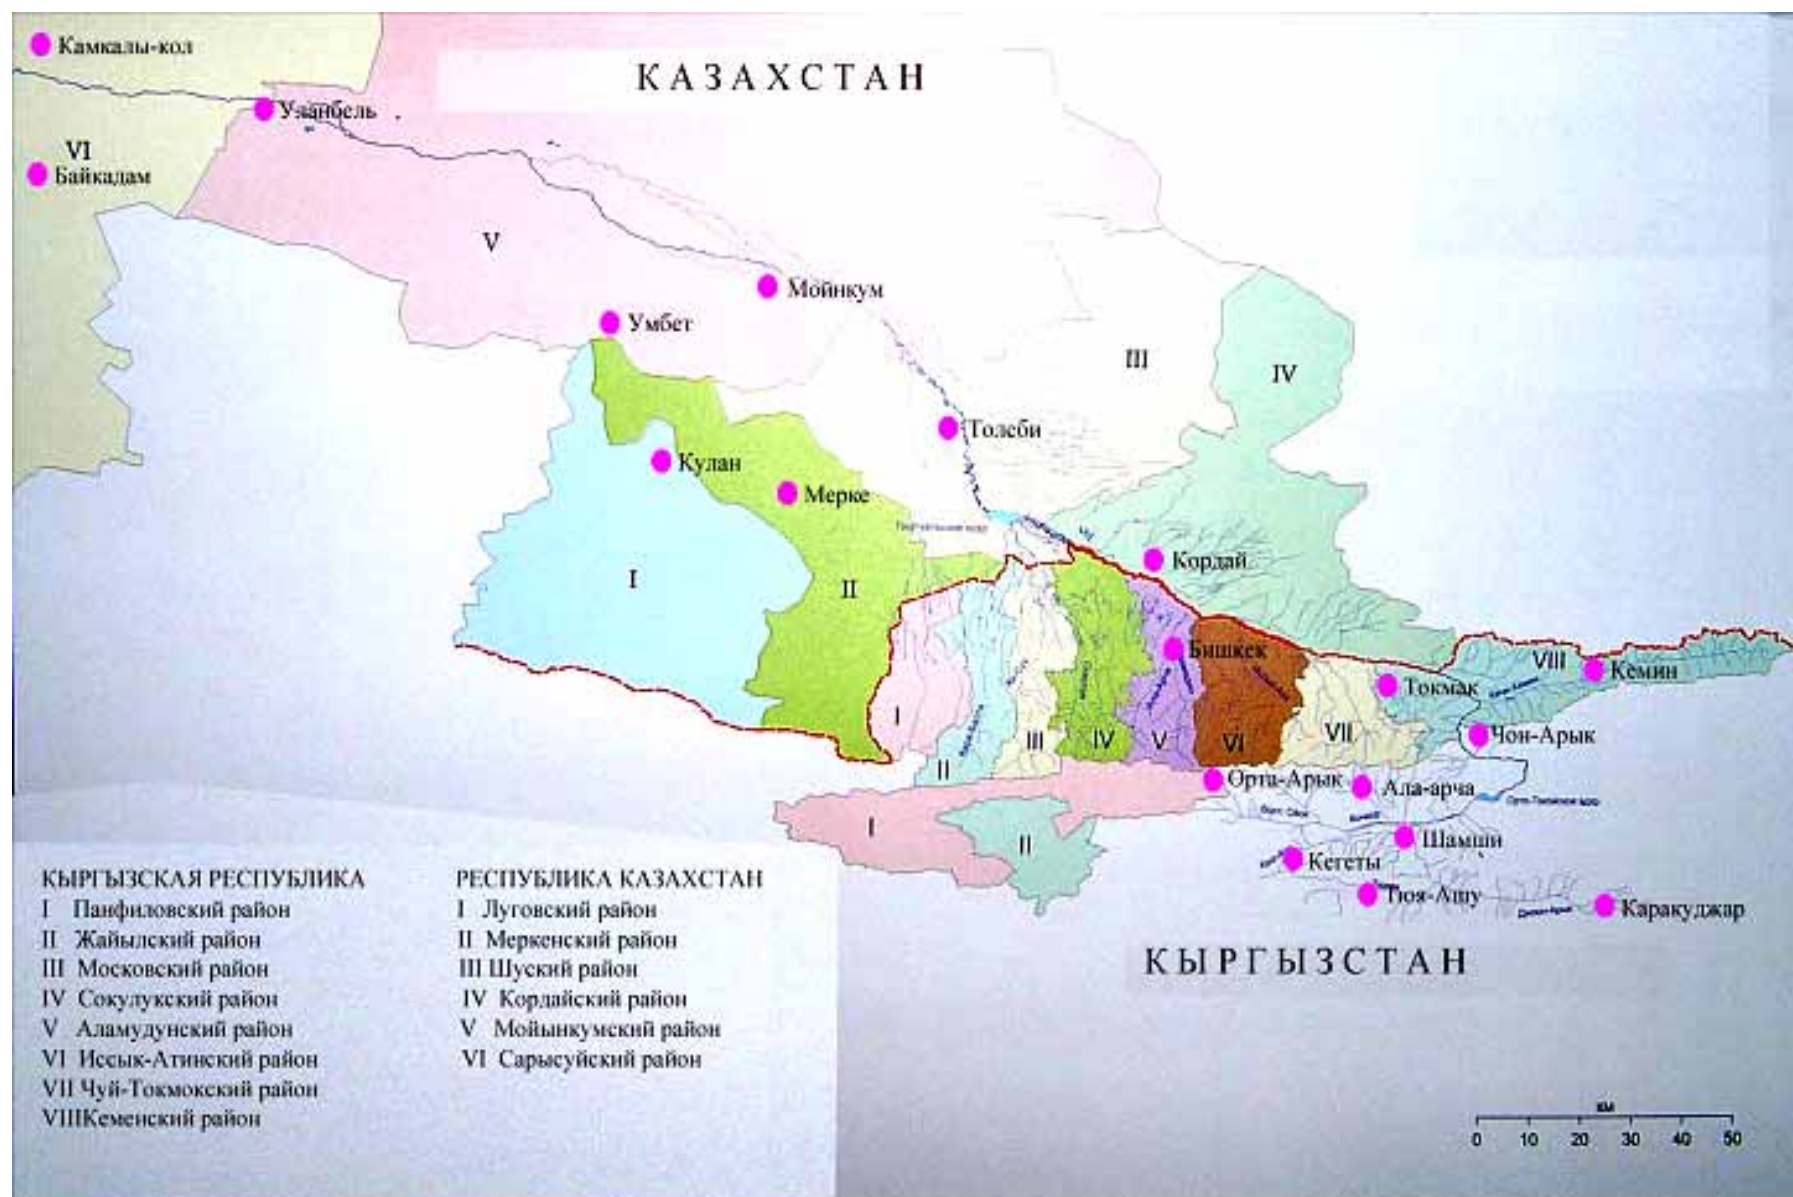 Камкалы-кол
КАЗАХСТАН
Уланбель
VI
Байкадам
V
Мойнкум
Умбет
III
IV
Толеби
Кулан
Мерке
Чу
Кордай
I
II
Бишкек
VIII
Кемин
Токмак
I
II
III
IV
V
VI
VII
Чон-Арык
Орта-Арык
Ала-арча
I
II
Шамши
Кегеты
Тюя-Ашу
Каракуджар
КЫРГЫЗСТАН
КЫРГЫЗСКАЯ РЕСПУБЛИКА
I Панфиловский район
II Жайылский район
III Московский район
IV Сокулукский район
V Аламудунский район
VI Иссык-Атинский район
VII Чуй-Токмокский район
VIIIКеменский район
РЕСПУБЛИКА КАЗАХСТАН
I Луговский район
II Меркенский район
III Шуский район
IV Кордайский район
V Мойынкумский район
VI Сарысуйский район
км
0 10 20 30 40 50